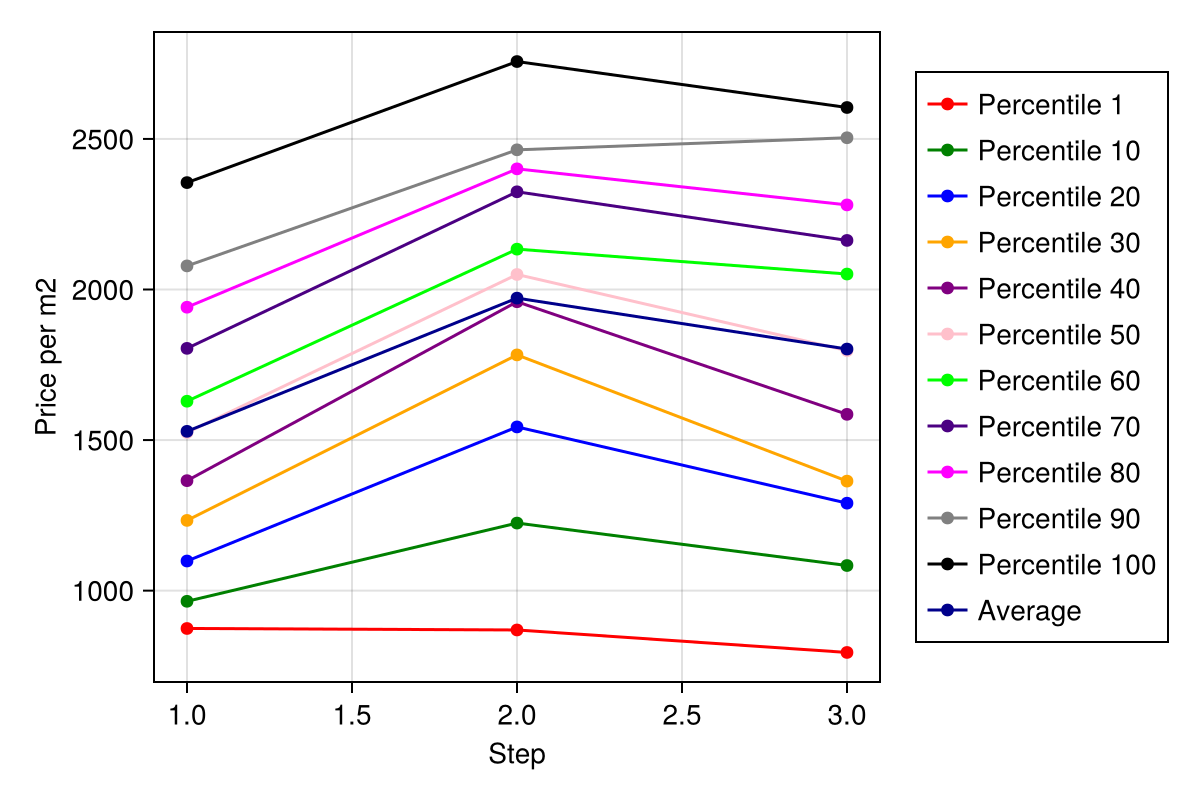 Price per m2
2500
2000
1500
1000
1.0 1.5 2.0 2.5 3.0
Step
Percentile 1
Percentile 10
Percentile 20
Percentile 30
Percentile 40
Percentile 50
Percentile 60
Percentile 70
Percentile 80
Percentile 90
Percentile 100
Average